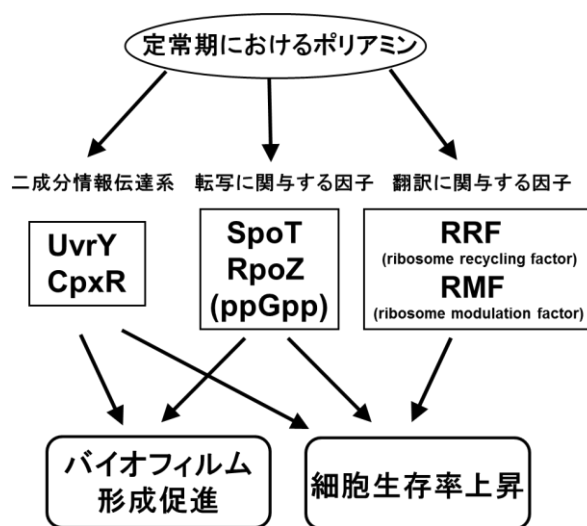 定常期におけるポリアミン
二成分情報伝達系
転写に関与する因子
翻訳に関与する因子
UvrY
CpxR
SpoT
RpoZ
(ppGpp)
RRF
(ribosome recycling factor)
RMF
(ribosome modulation factor)
バイオフィルム
形成促進
細胞生存率上昇